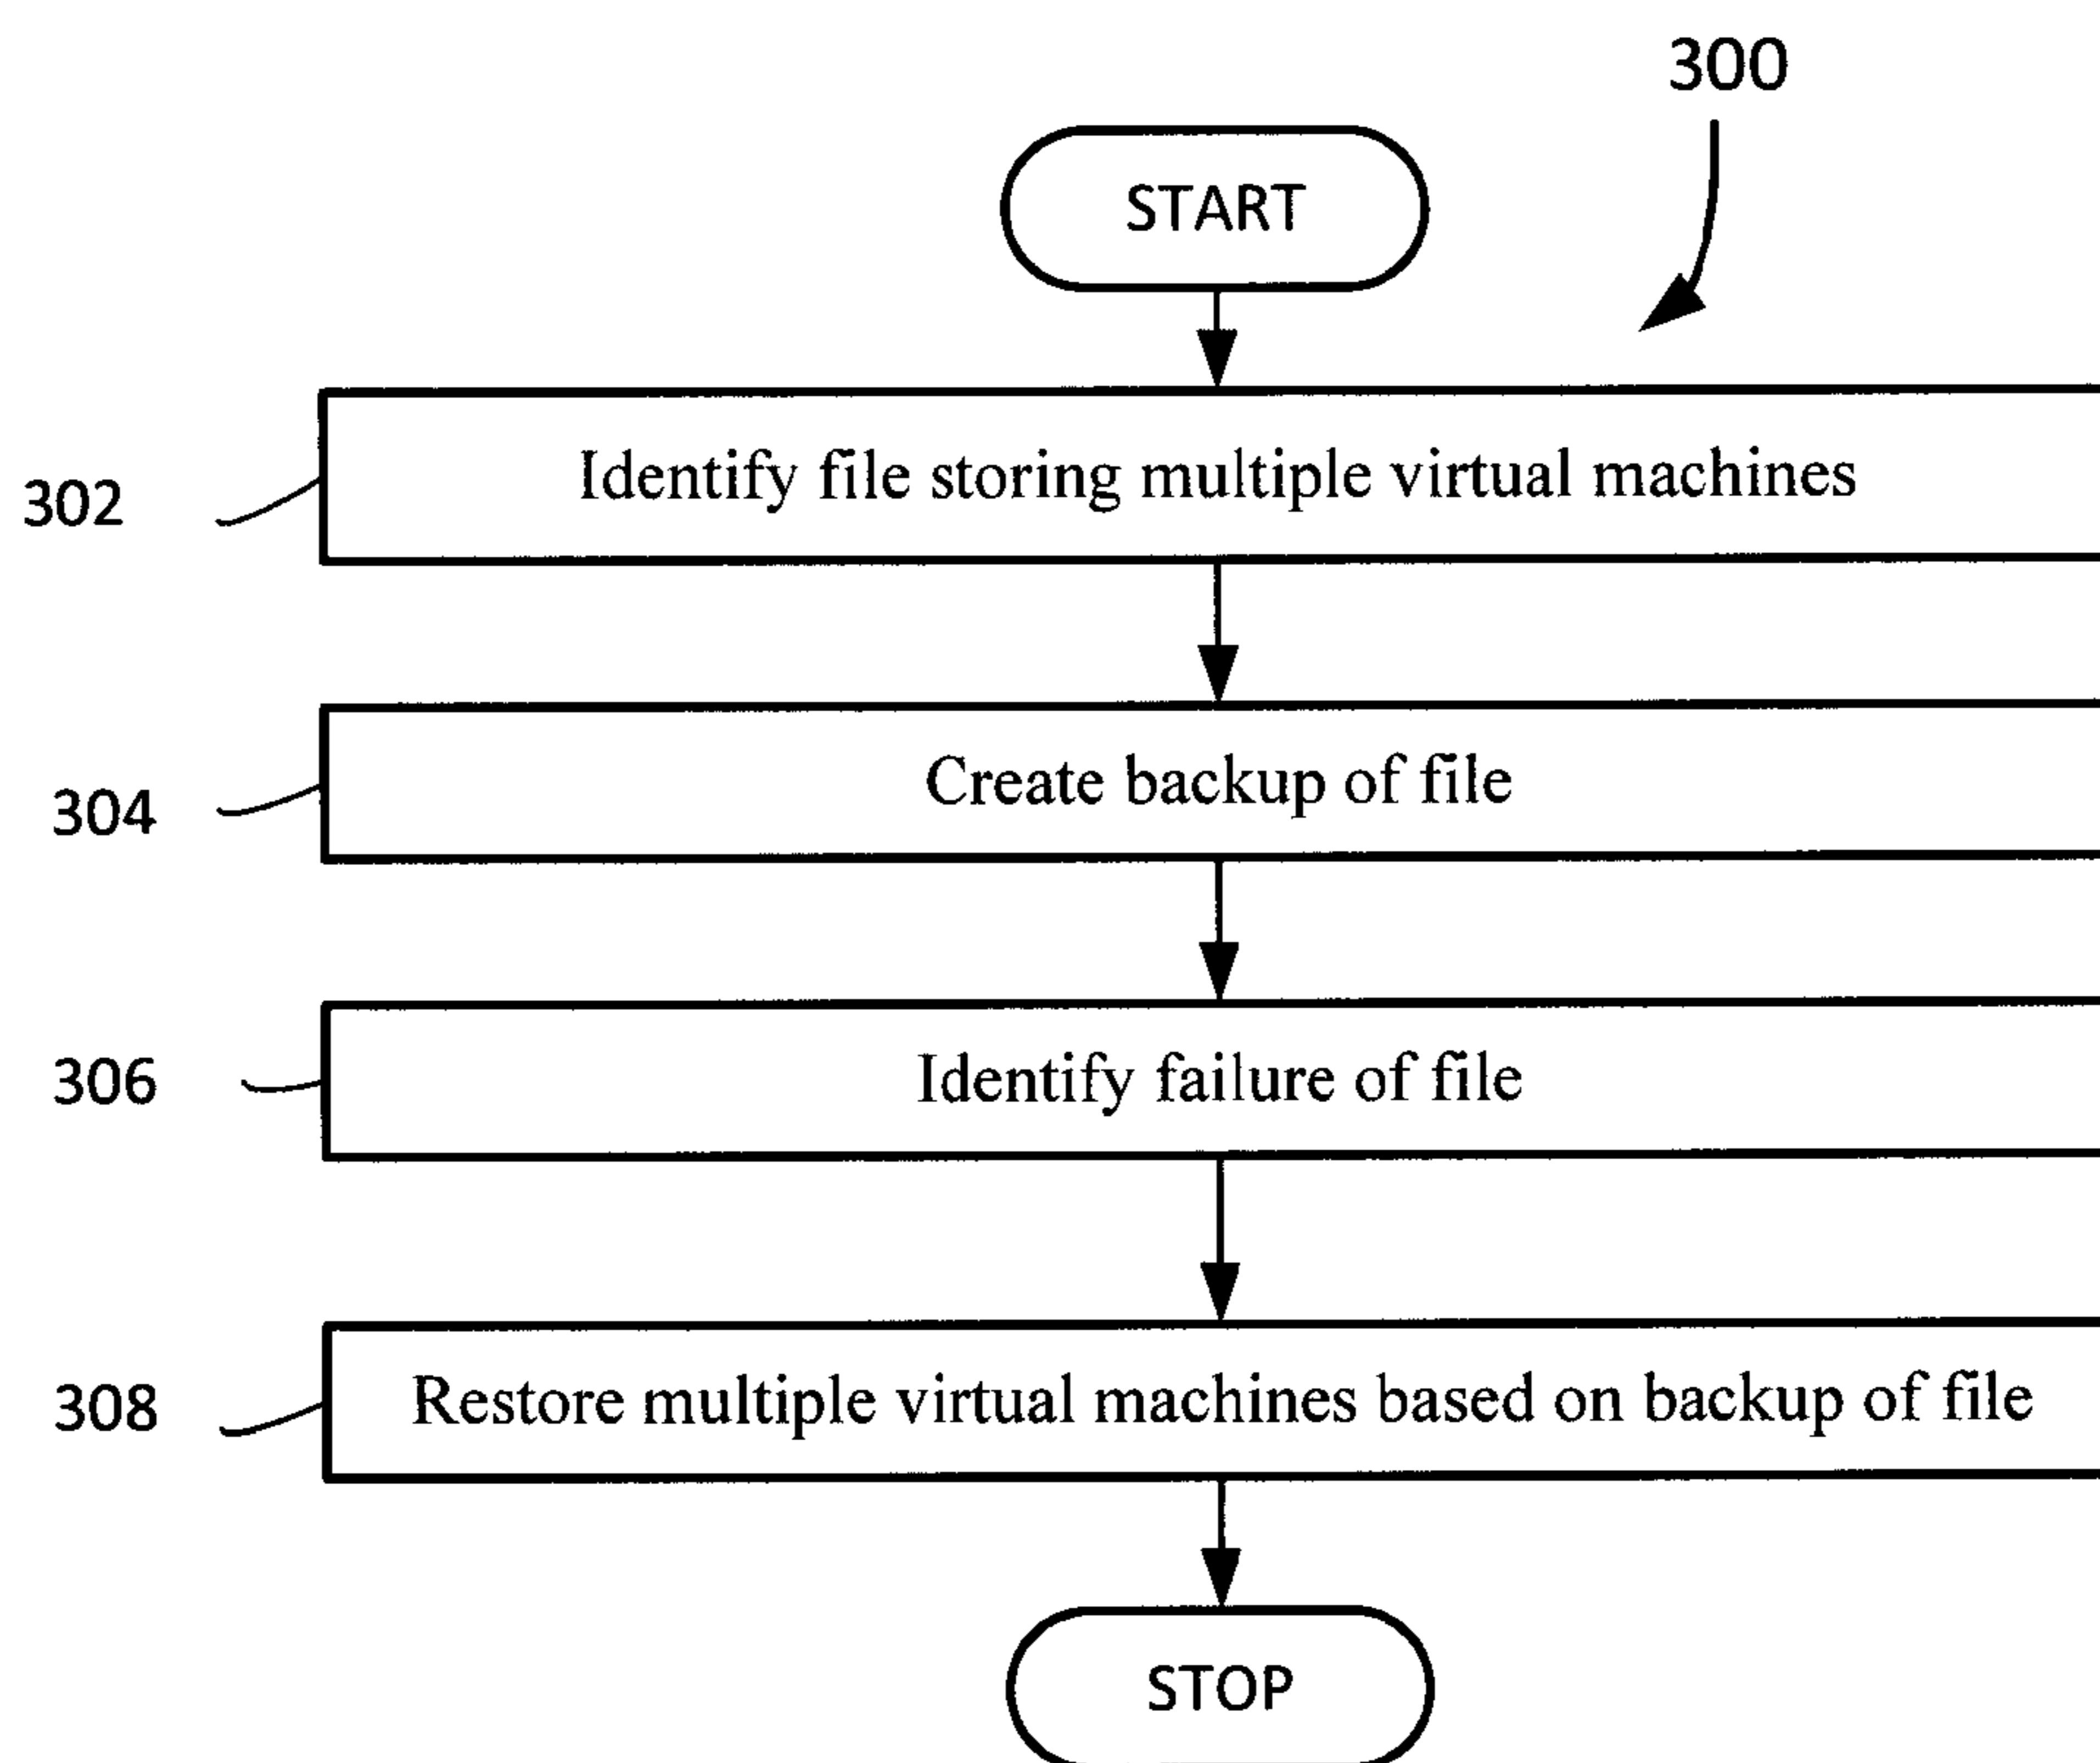 300
START
302
Identify file storing multiple virtual machines
304
Create backup of file
306
Identify failure of file
308
Restore multiple virtual machines based on backup of file
STOP